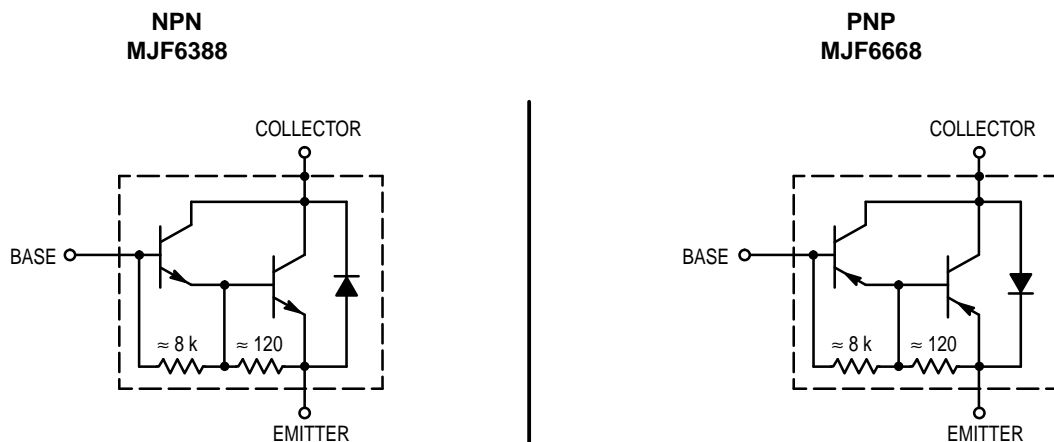 NPN
MJF6388
COLLECTOR
BASE
≈ 8 k
≈ 120
EMITTER
PNP
MJF6668
COLLECTOR
BASE
≈ 8 k
≈ 120
EMITTER